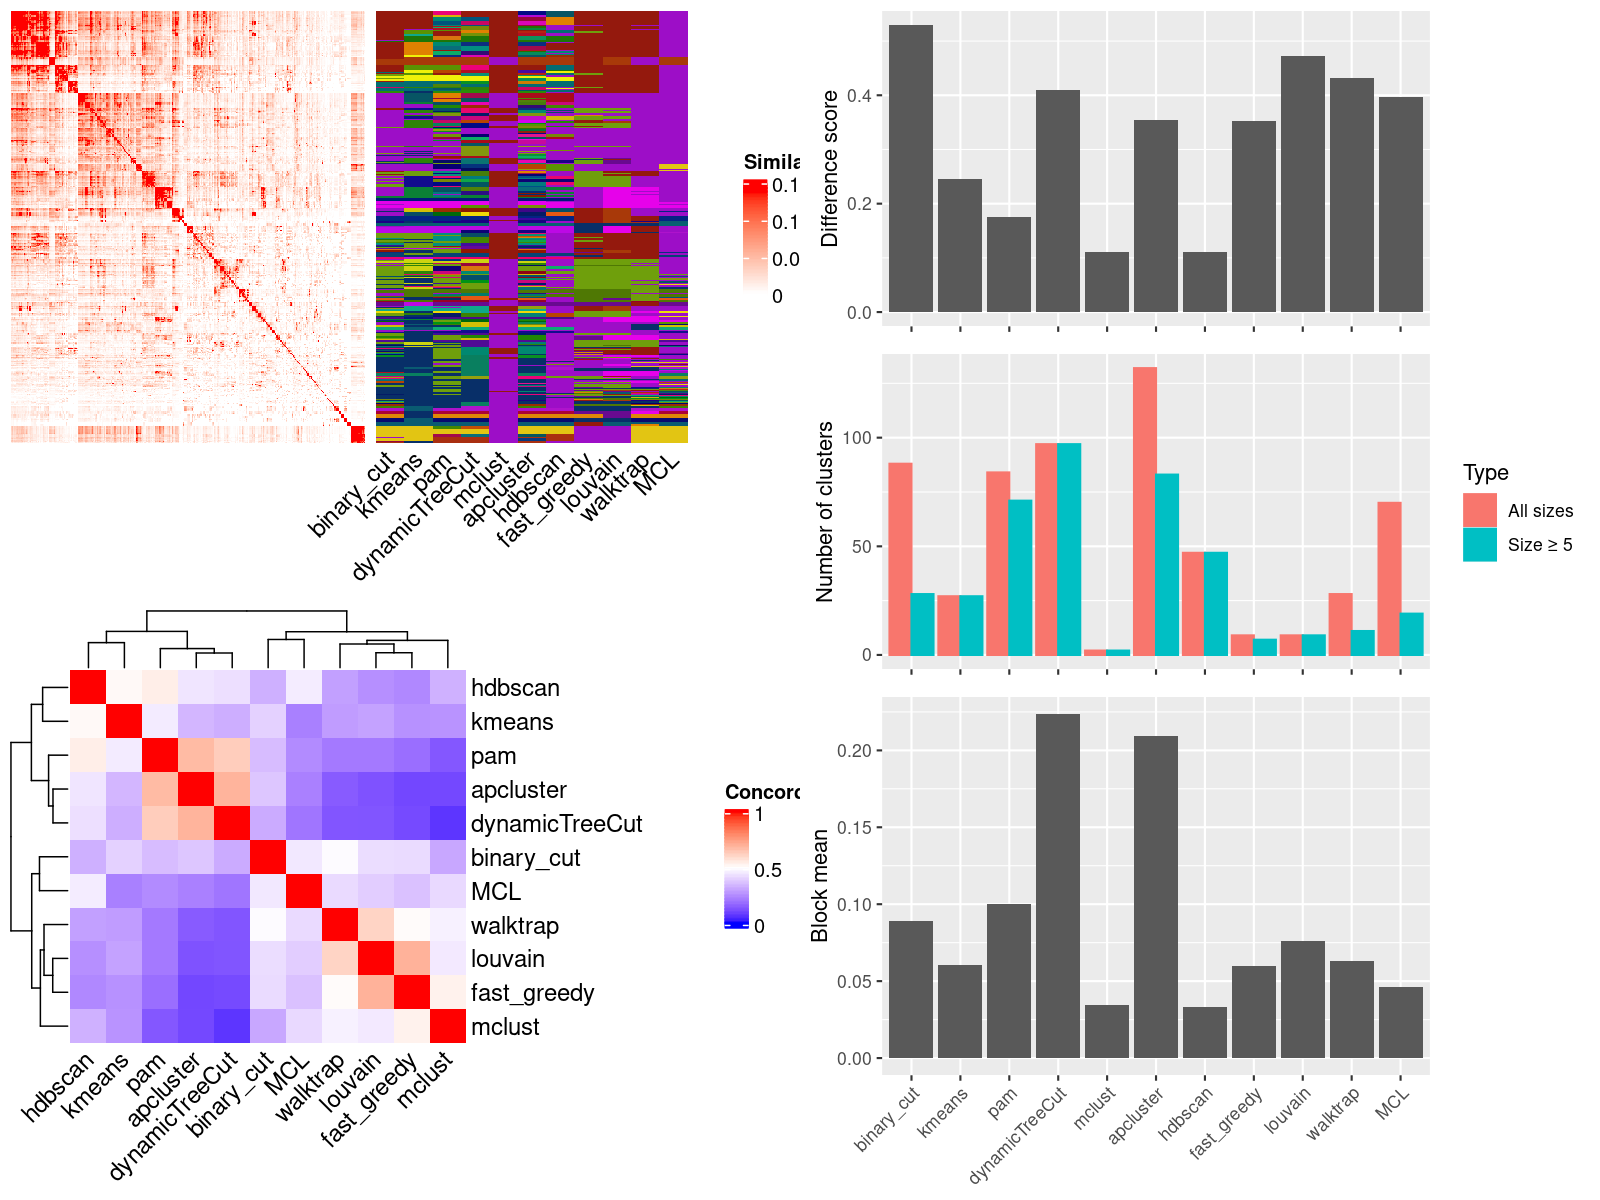 Simila
0.1
0.1
0.0
0
binary_cut
kmeans
pam
dynamicTreeCut
mclust
apcluster
hdbscan
fast_greedy
louvain
walktrap
MCL
hdbscan
kmeans
pam
apcluster
dynamicTreeCut
binary_cut
MCL
walktrap
louvain
fast_greedy
mclust
hdbscan
kmeans
pam
apcluster
dynamicTreeCut
binary_cut
MCL
walktrap
louvain
fast_greedy
mclust
Concord
1
0.5
0
Difference score
0.4
0.2
0.0
Number of clusters
100
50
0
Type
All sizes
Size ≥ 5
Block mean
0.20
0.15
0.10
0.05
0.00
binary_cut
kmeans
pam
dynamicTreeCut
mclust
apcluster
hdbscan
fast_greedy
louvain
walktrap
MCL